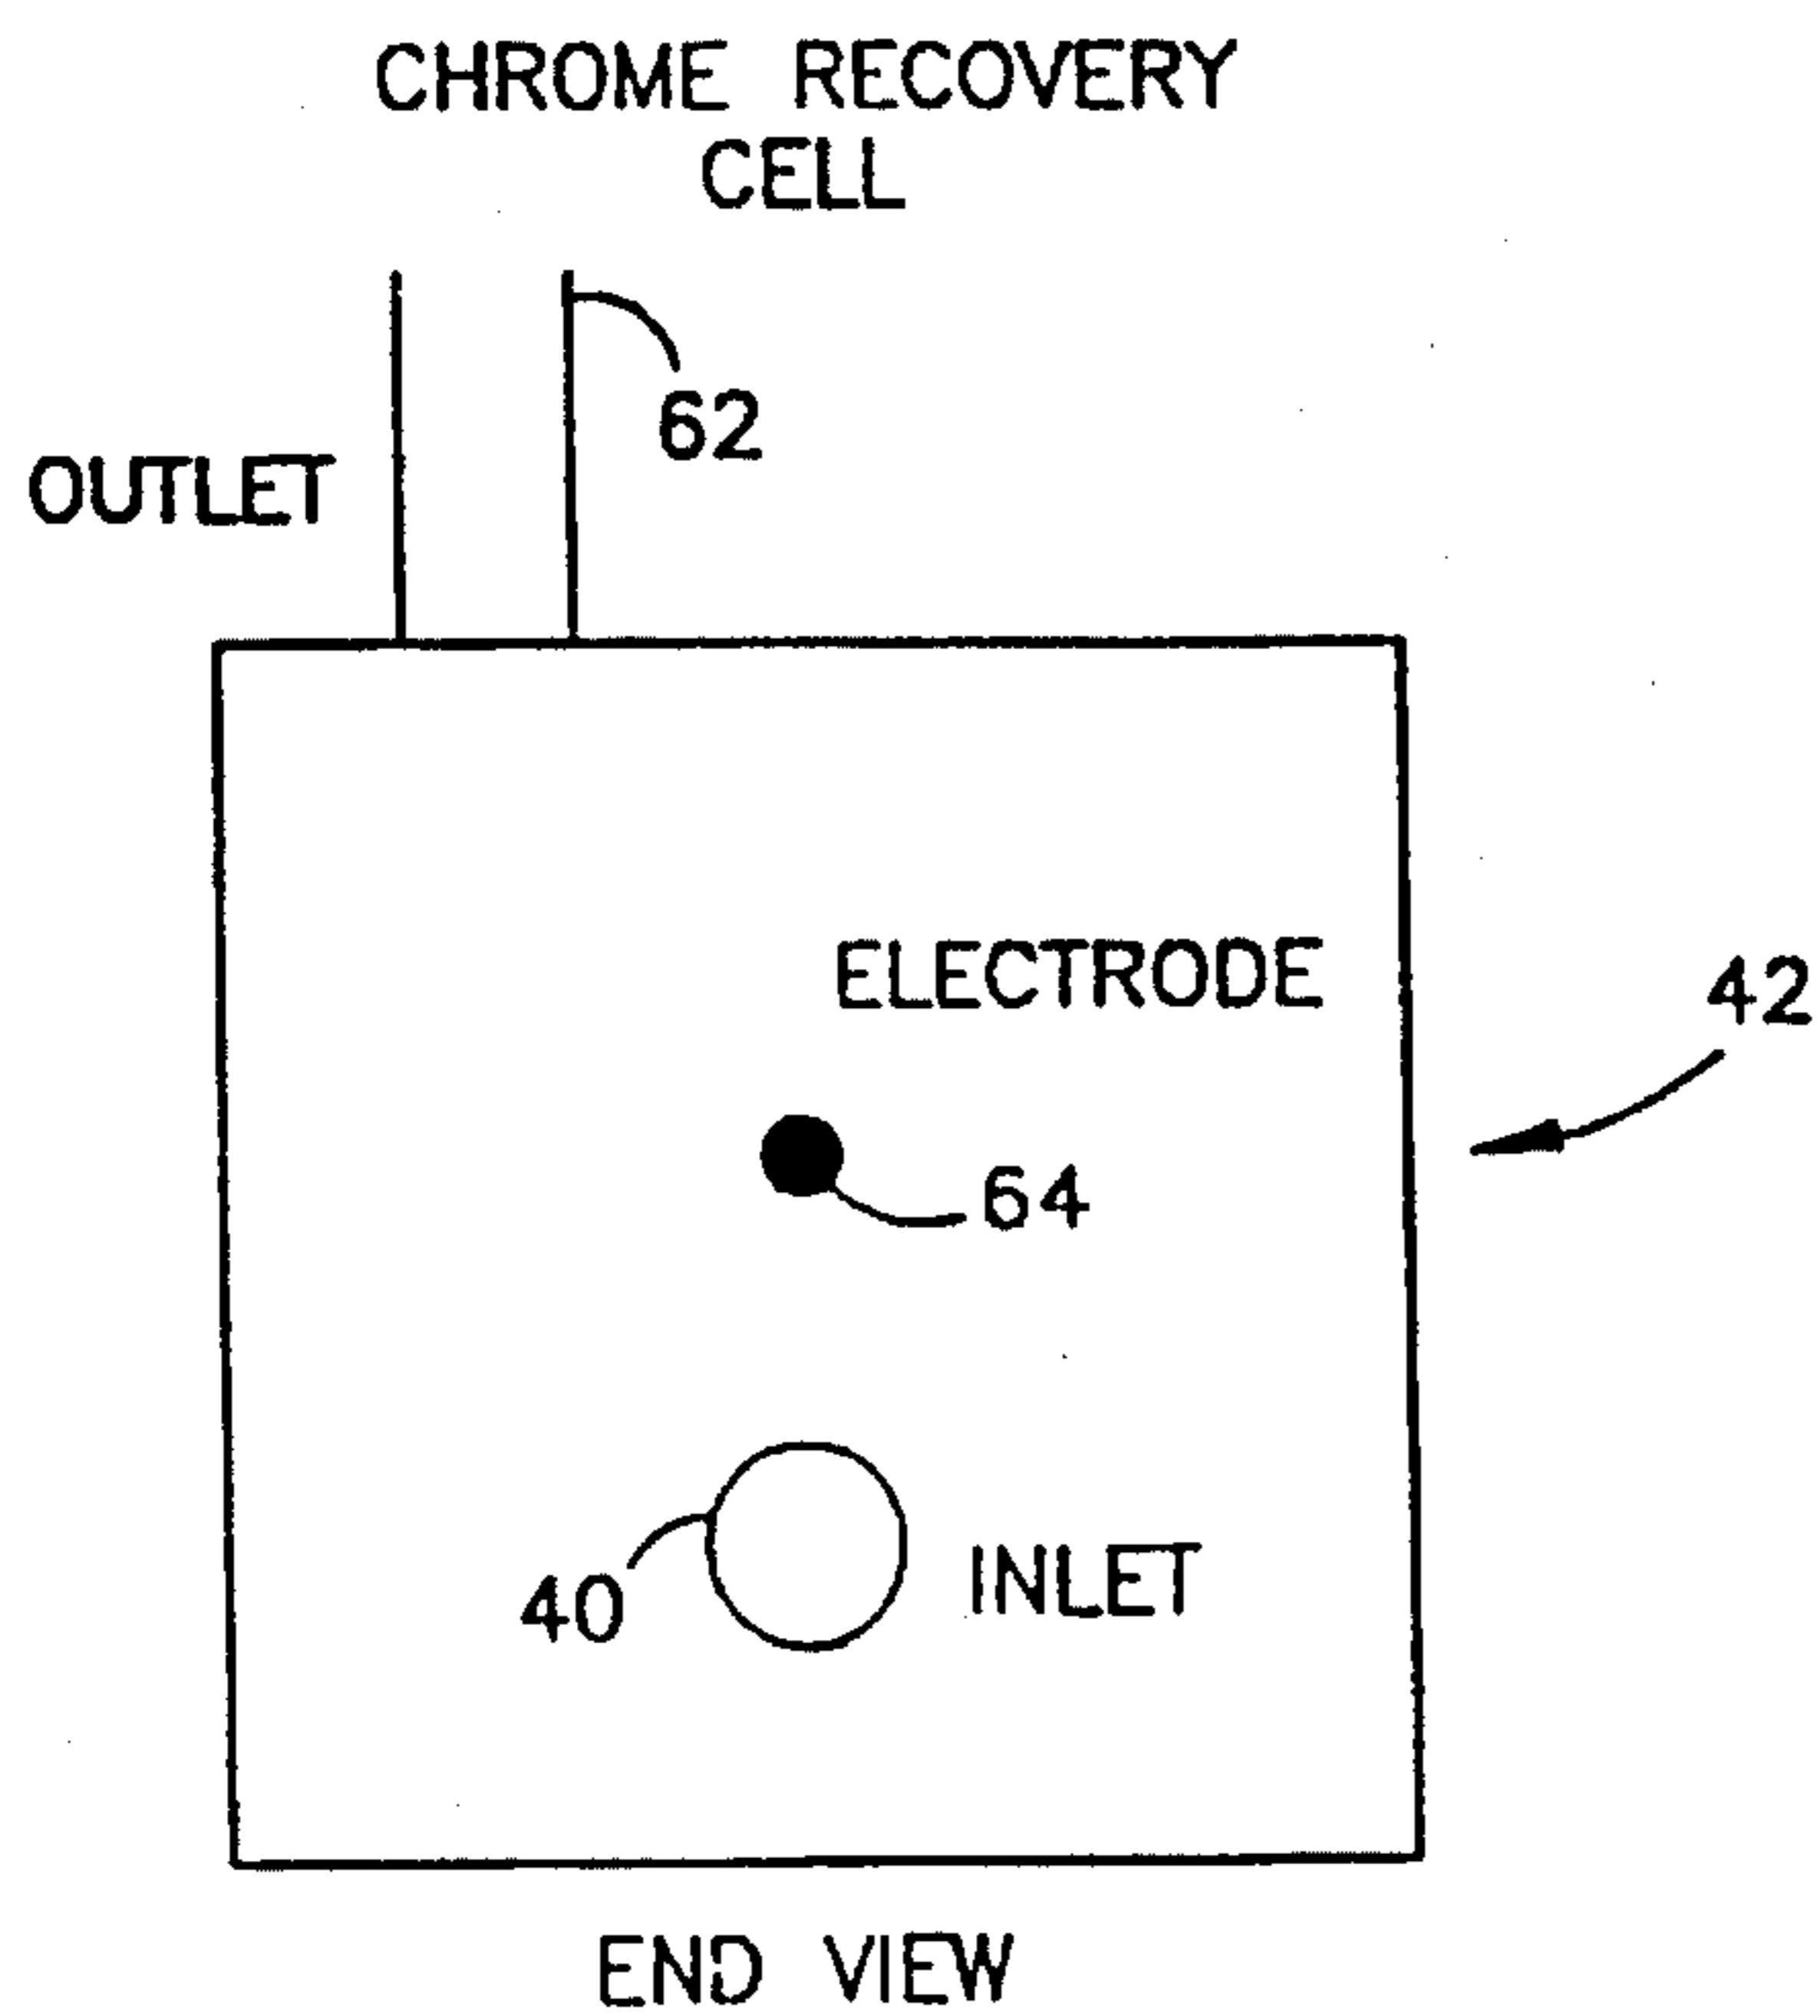 CHROME RECOVERY
CELL
62
OUTLET
ELECTRODE
42
64
40
INLET
END VIEW